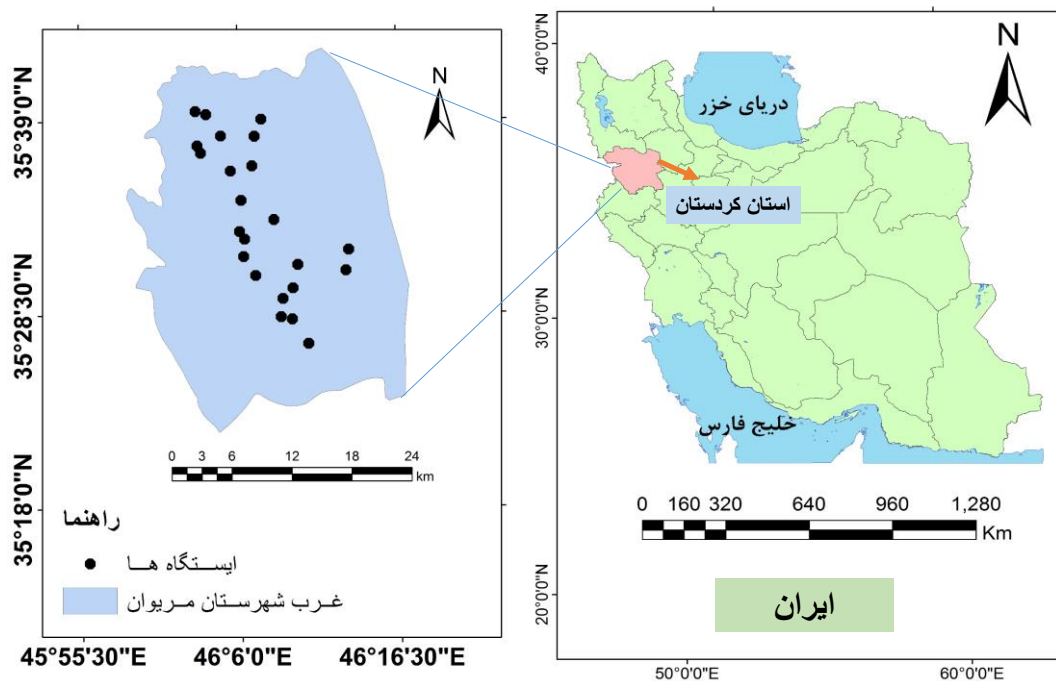 N
35°39'0"N
35°28'30"N
35°18'0"N
0 3 6 12 18 24
km
راهنما
ایستگاه ها
غرب شهرستان مریوان
45°55'30"E 46°6'0"E 46°16'30"E
N
40°0'0"N
30°0'0"N
20°0'0"N
دریای خزر
استان کردستان
خلیج فارس
0 160 320 640 960 1,280
Km
ایران
50°0'0"E 60°0'0"E